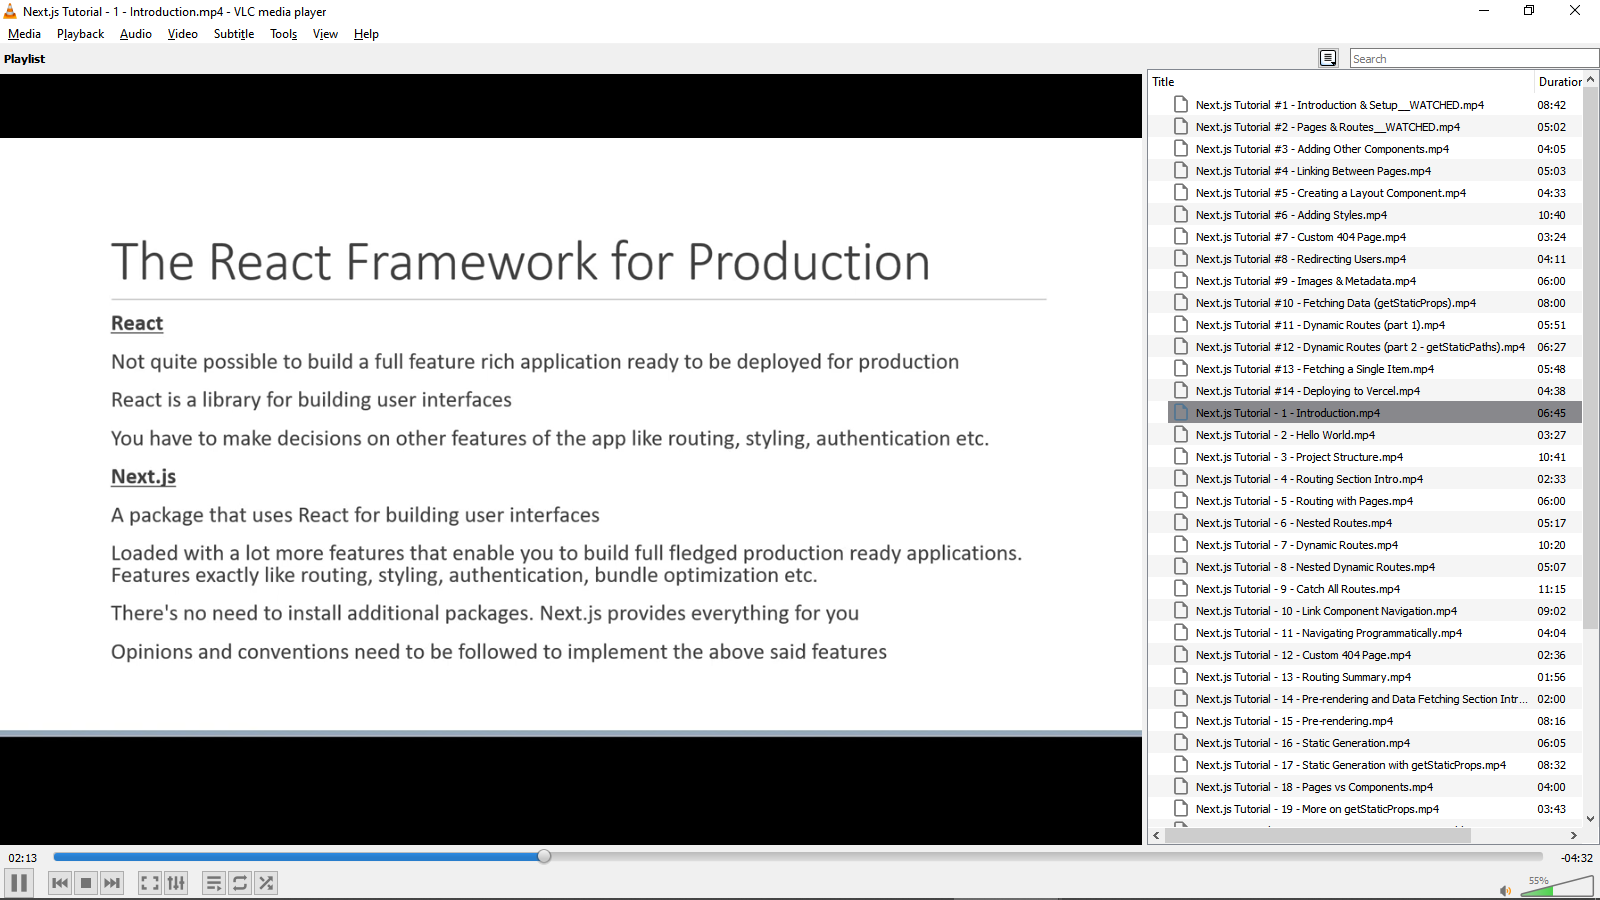 Next.js Tutorial - 1 - Introduction.mp4 - VLC media player
Media Playback Audio Video Subtitle Tools View Help
Playlist
Search
Title Duration
The React Framework for Production
React
Not quite possible to build a full feature rich application ready to be deployed for production
React is a library for building user interfaces
You have to make decisions on other features of the app like routing, styling, authentication etc.
Next.js
A package that uses React for building user interfaces
Loaded with a lot more features that enable you to build full fledged production ready applications.
Features exactly like routing, styling, authentication, bundle optimization etc.
There's no need to install additional packages. Next.js provides everything for you
Opinions and conventions need to be followed to implement the above said features
Next.js Tutorial #1 - Introduction & Setup__WATCHED.mp4 08:42
Next.js Tutorial #2 - Pages & Routes__WATCHED.mp4 05:02
Next.js Tutorial #3 - Adding Other Components.mp4 04:05
Next.js Tutorial #4 - Linking Between Pages.mp4 05:03
Next.js Tutorial #5 - Creating a Layout Component.mp4 04:33
Next.js Tutorial #6 - Adding Styles.mp4 10:40
Next.js Tutorial #7 - Custom 404 Page.mp4 03:24
Next.js Tutorial #8 - Redirecting Users.mp4 04:11
Next.js Tutorial #9 - Images & Metadata.mp4 06:00
Next.js Tutorial #10 - Fetching Data (getStaticProps).mp4 08:00
Next.js Tutorial #11 - Dynamic Routes (part 1).mp4 05:51
Next.js Tutorial #12 - Dynamic Routes (part 2 - getStaticPaths).mp4 06:27
Next.js Tutorial #13 - Fetching a Single Item.mp4 05:48
Next.js Tutorial #14 - Deploying to Vercel.mp4 04:38
Next.js Tutorial - 1 - Introduction.mp4 06:45
Next.js Tutorial - 2 - Hello World.mp4 03:27
Next.js Tutorial - 3 - Project Structure.mp4 10:41
Next.js Tutorial - 4 - Routing Section Intro.mp4 02:33
Next.js Tutorial - 5 - Routing with Pages.mp4 06:00
Next.js Tutorial - 6 - Nested Routes.mp4 05:17
Next.js Tutorial - 7 - Dynamic Routes.mp4 10:20
Next.js Tutorial - 8 - Nested Dynamic Routes.mp4 05:07
Next.js Tutorial - 9 - Catch All Routes.mp4 11:15
Next.js Tutorial - 10 - Link Component Navigation.mp4 09:02
Next.js Tutorial - 11 - Navigating Programmatically.mp4 04:04
Next.js Tutorial - 12 - Custom 404 Page.mp4 02:36
Next.js Tutorial - 13 - Routing Summary.mp4 01:56
Next.js Tutorial - 14 - Pre-rendering and Data Fetching Section Intr... 02:00
Next.js Tutorial - 15 - Pre-rendering.mp4 08:16
Next.js Tutorial - 16 - Static Generation.mp4 06:05
Next.js Tutorial - 17 - Static Generation with getStaticProps.mp4 08:32
Next.js Tutorial - 18 - Pages vs Components.mp4 04:00
Next.js Tutorial - 19 - More on getStaticProps.mp4 03:43
02:13 -04:32
55%